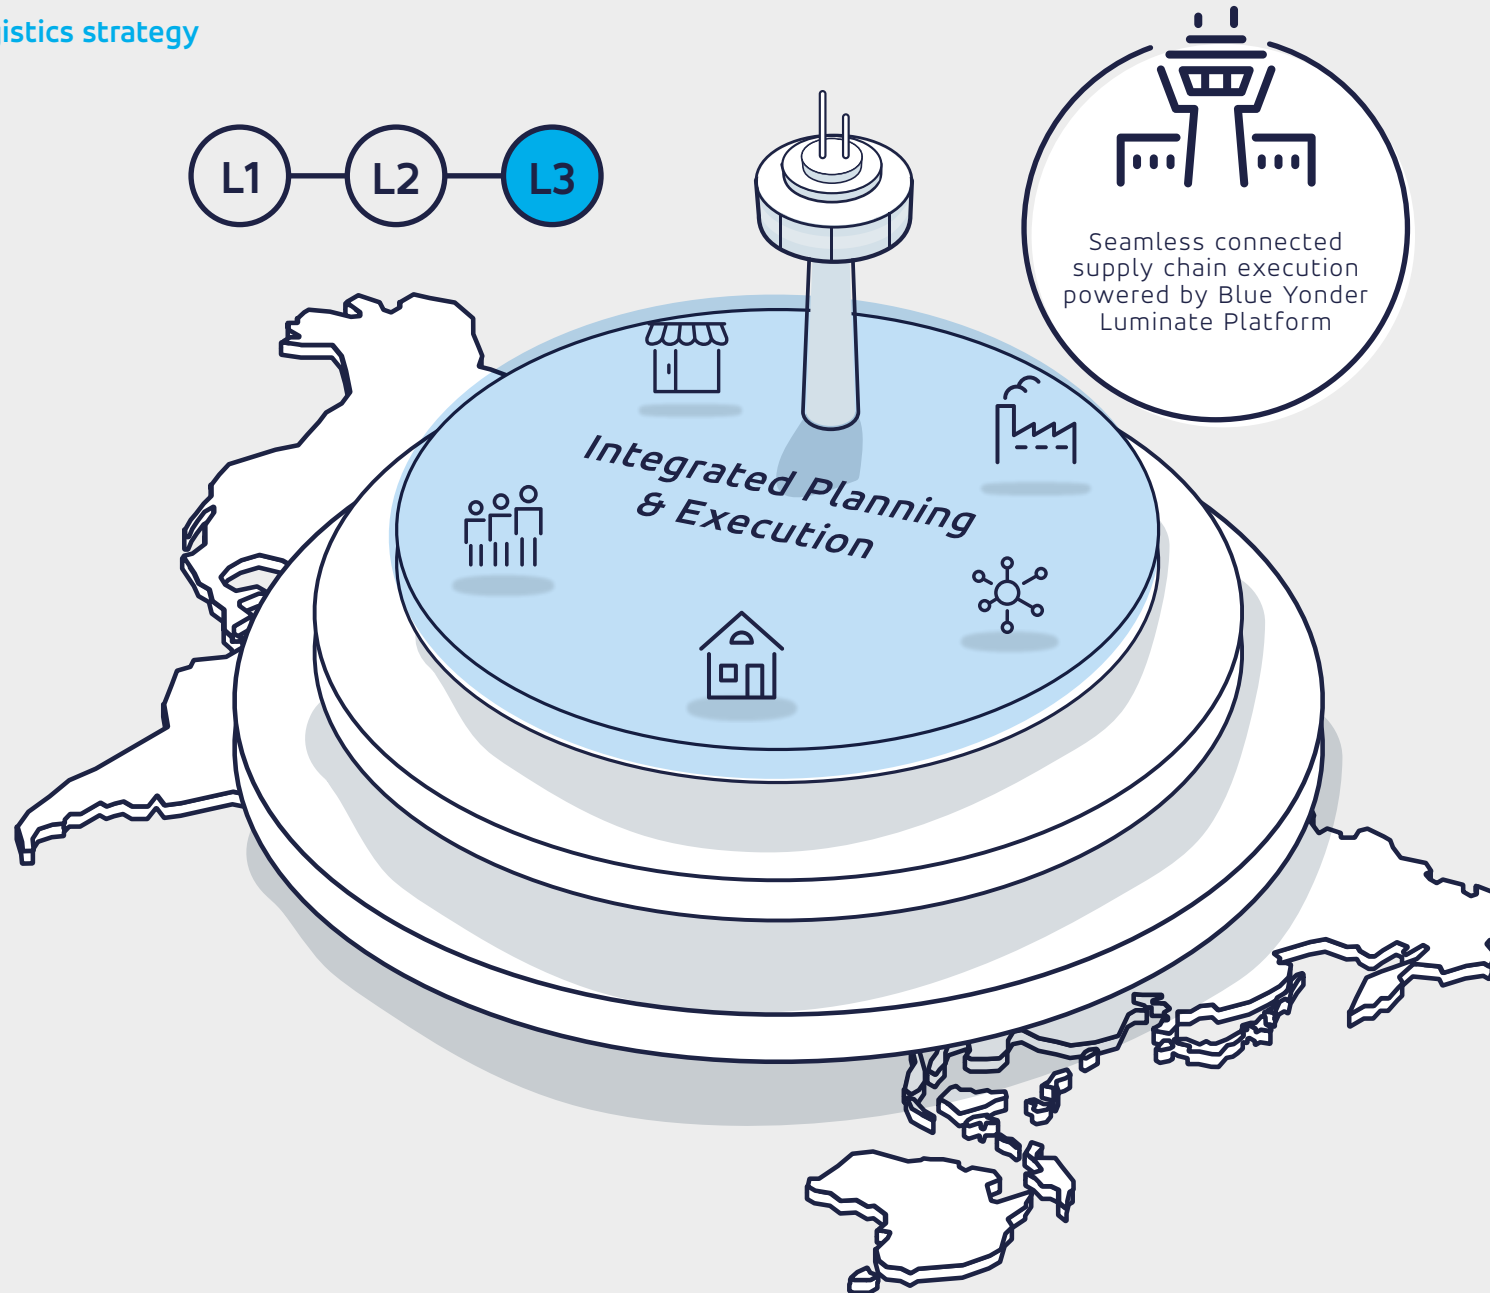 istics strategy
L1 L2 L3
Seamless connected
supply chain execution
powered by Blue Yonder
Luminate Platform
Integrated Planning
& Execution